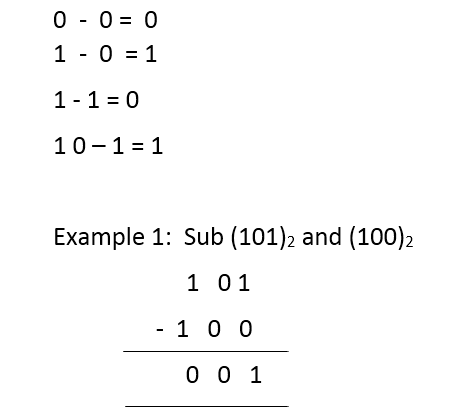 0 - 0 = 0
1 - 0 = 1
1 - 1 = 0
1 0 – 1 = 1
Example 1: Sub (101)₂ and (100)₂
1 0 1
- 1 0 0
0 0 1